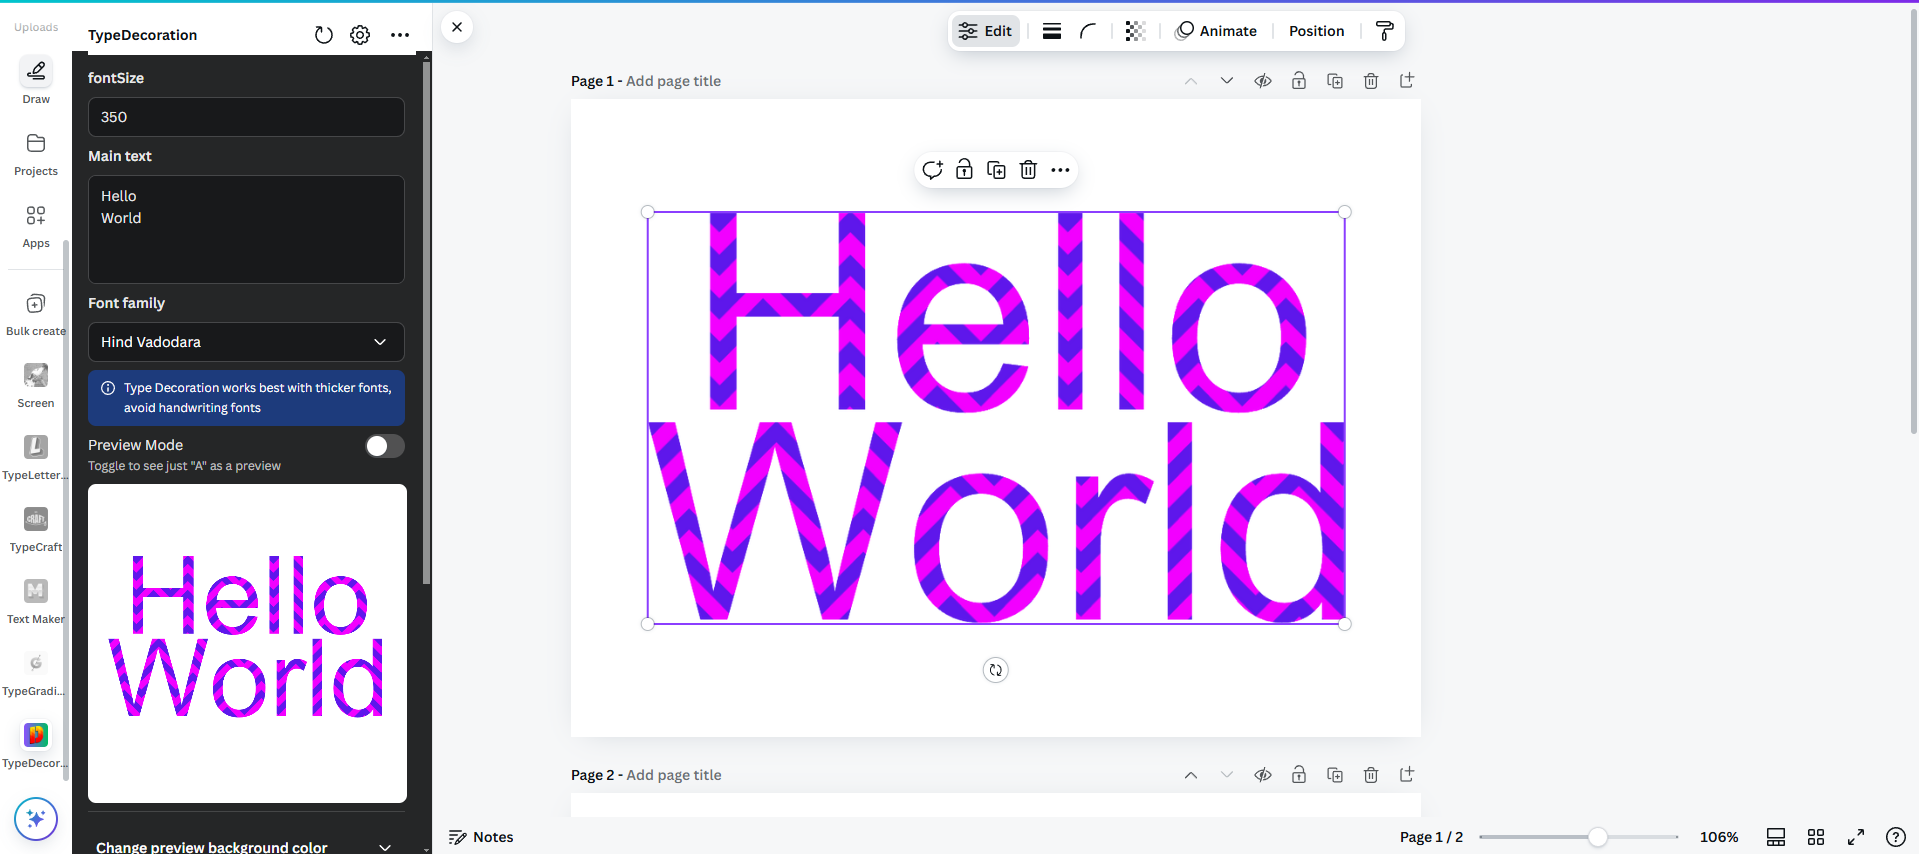 Uploads
Draw
Projects
Apps
Bulk create
Screen
TypeLetter...
TypeCraft
Text Maker
TypeGradi...
TypeDecor...
TypeDecoration
fontSize
350
Main text
Hello
World
Font family
Hind Vadodara
Type Decoration works best with thicker fonts,
avoid handwriting fonts
Preview Mode
Toggle to see just "A" as a preview
Hello
World
Change preview background color
Edit
Animate
Position
Page 1 - Add page title
Hello
World
Page 2 - Add page title
Notes
Page 1 / 2
106%